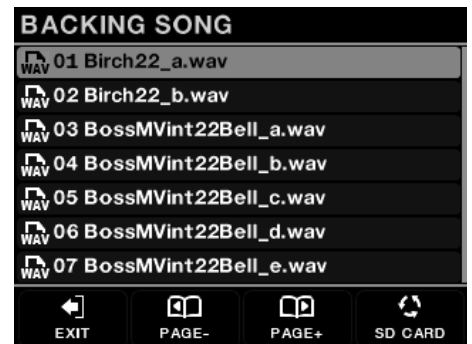 BACKING SONG
WAV 01 Birch22_a.wav
WAV 02 Birch22_b.wav
WAV 03 BossMVint22Bell_a.wav
WAV 04 BossMVint22Bell_b.wav
WAV 05 BossMVint22Bell_c.wav
WAV 06 BossMVint22Bell_d.wav
WAV 07 BossMVint22Bell_e.wav
EXIT PAGE- PAGE+ SD CARD